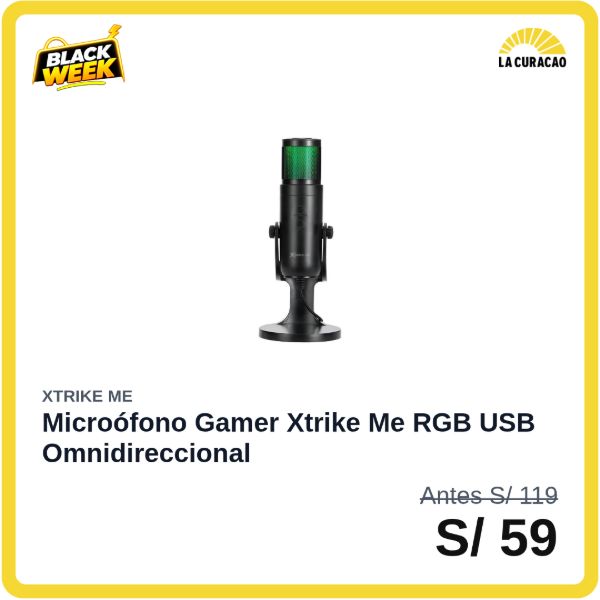 BLACK
WEEK
LA CURACAO
XTRIKE ME
Microófono Gamer Xtrike Me RGB USB
Omnidireccional
Antes S/ 119
S/ 59